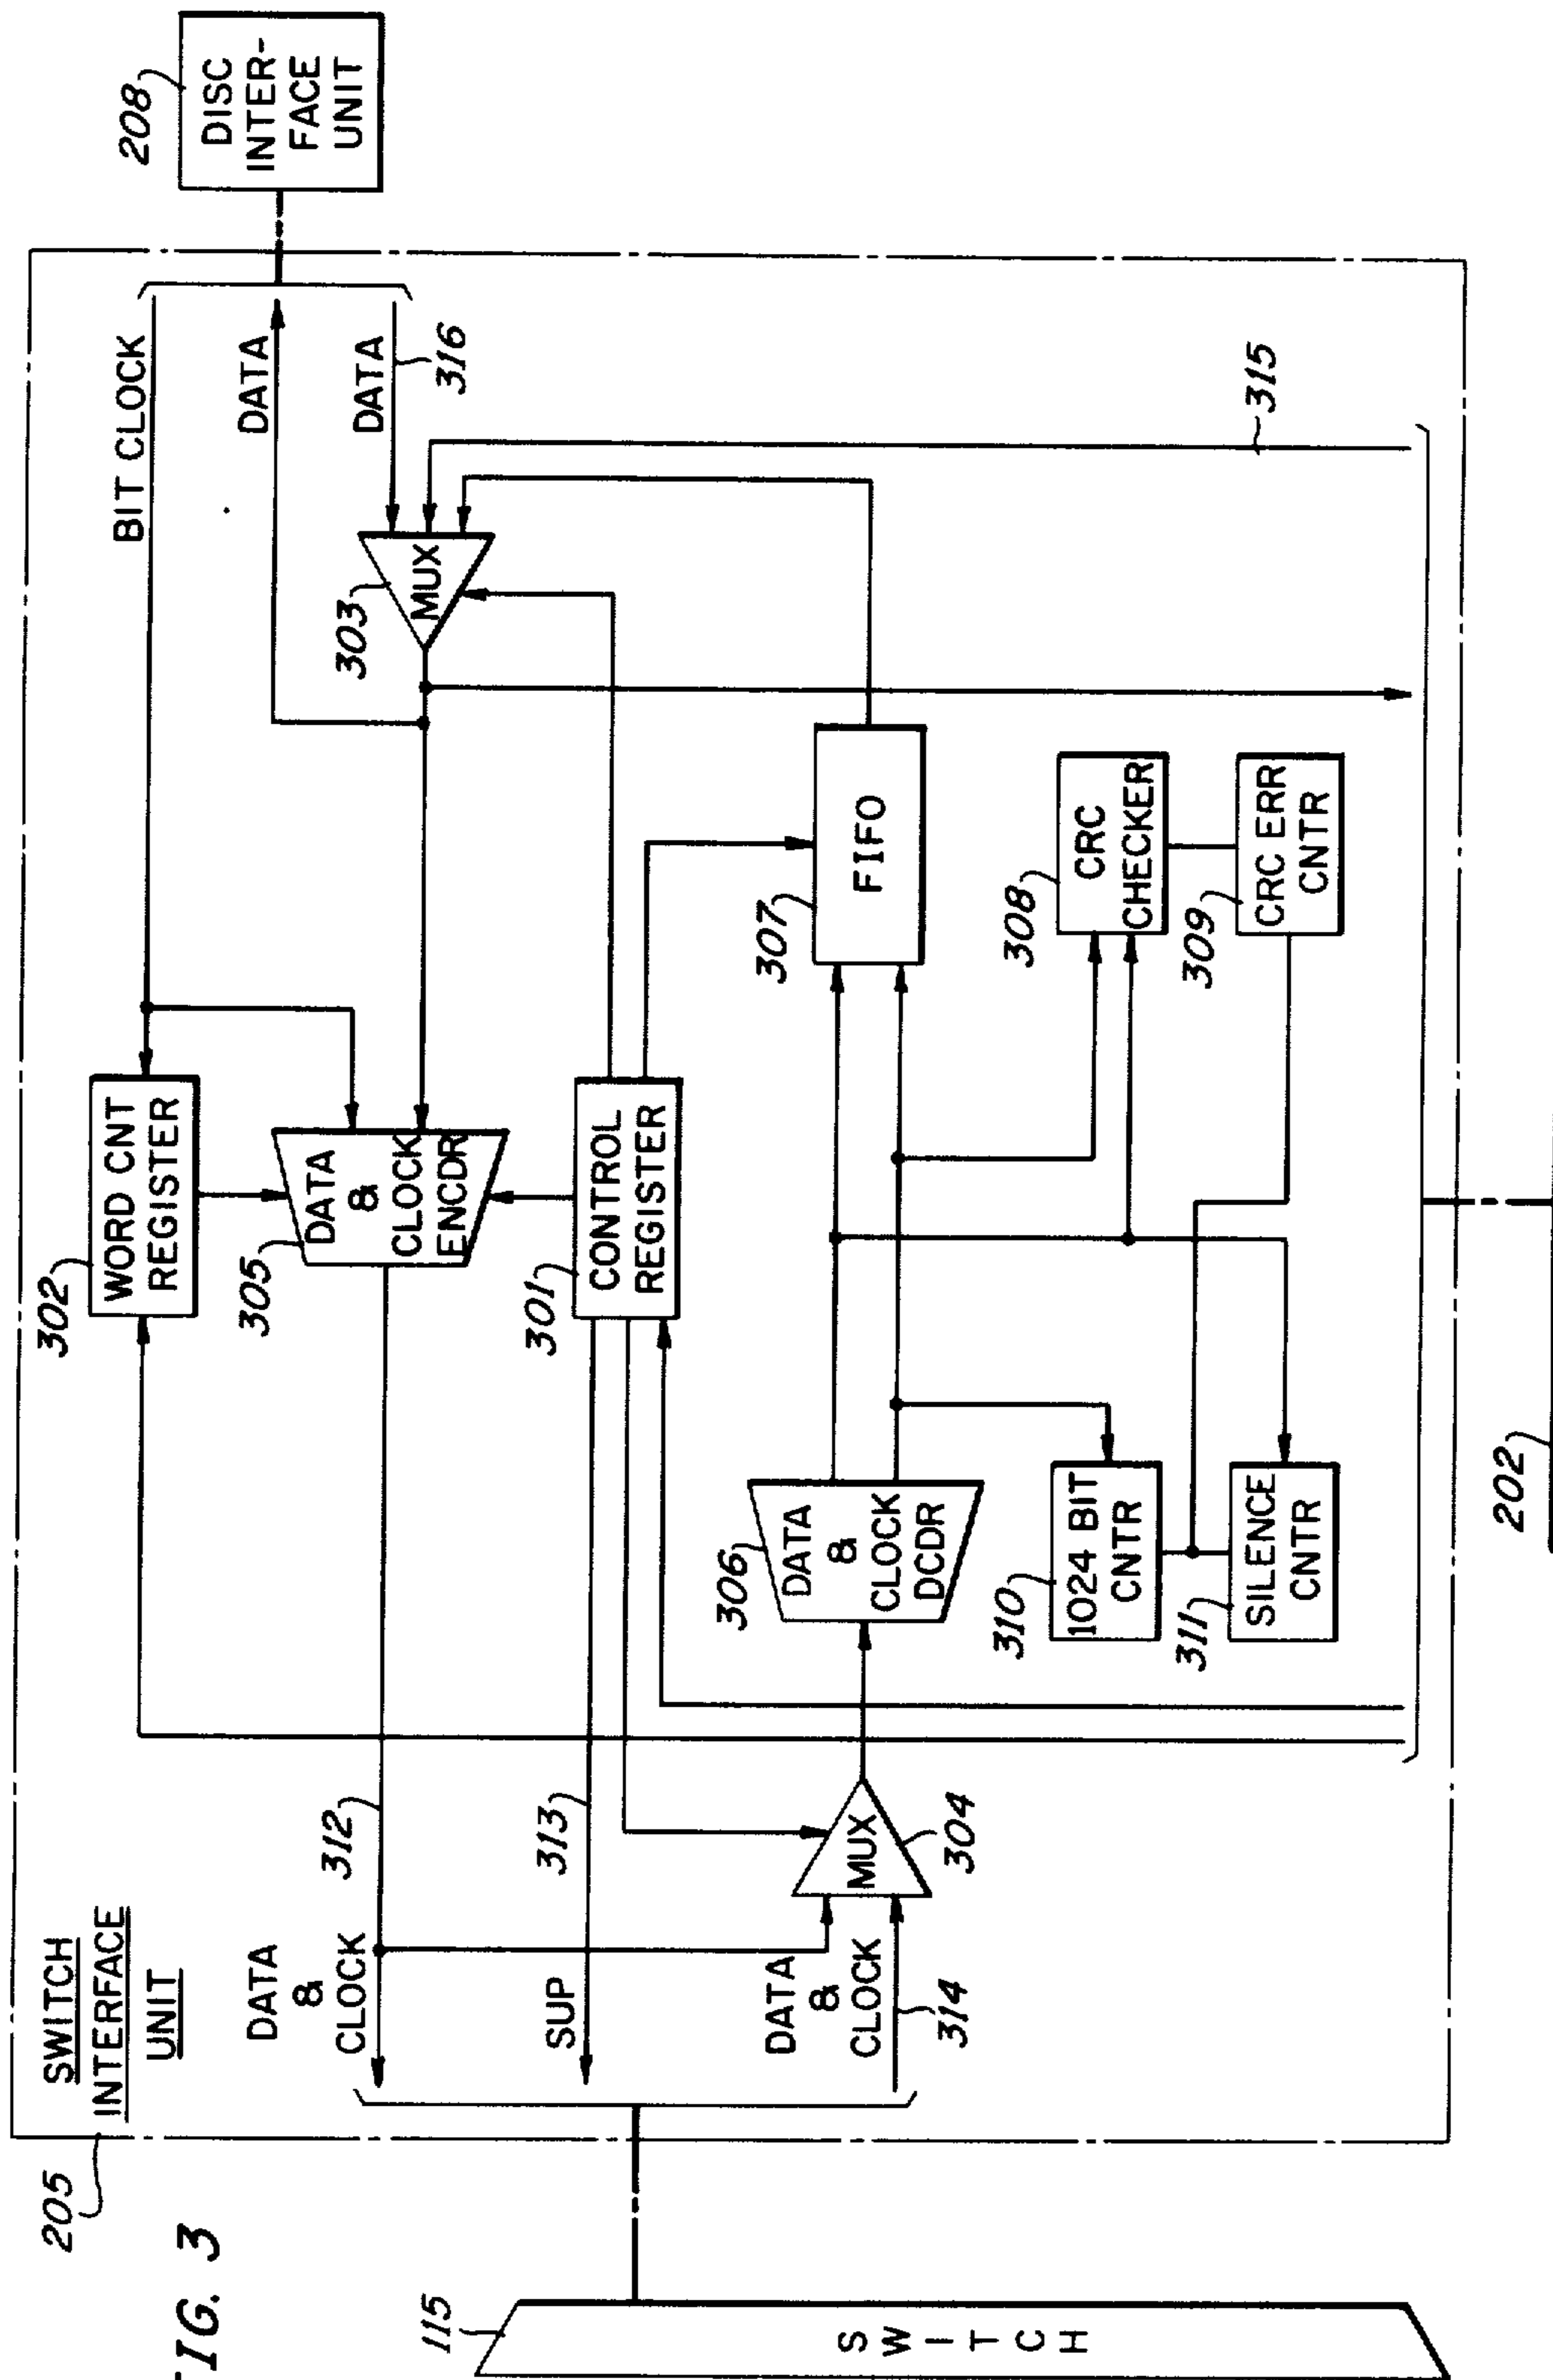 FIG. 3
205
SWITCH
INTERFACE
UNIT
115
SWITCH
DATA
&
CLOCK
312
SUP
313
DATA
&
CLOCK
314
MUX
304
302
WORD CNT
REGISTER
305
DATA
&
CLOCK
ENCDR
301
CONTROL
REGISTER
306
DATA
&
CLOCK
DCDR
310
1024 BIT
CNTR
311
SILENCE
CNTR
307
FIFO
308
CRC
CHECKER
309
CRC ERR
CNTR
303
MUX
BIT CLOCK
DATA
DATA
316
315
208
DISC
INTER-
FACE
UNIT
202